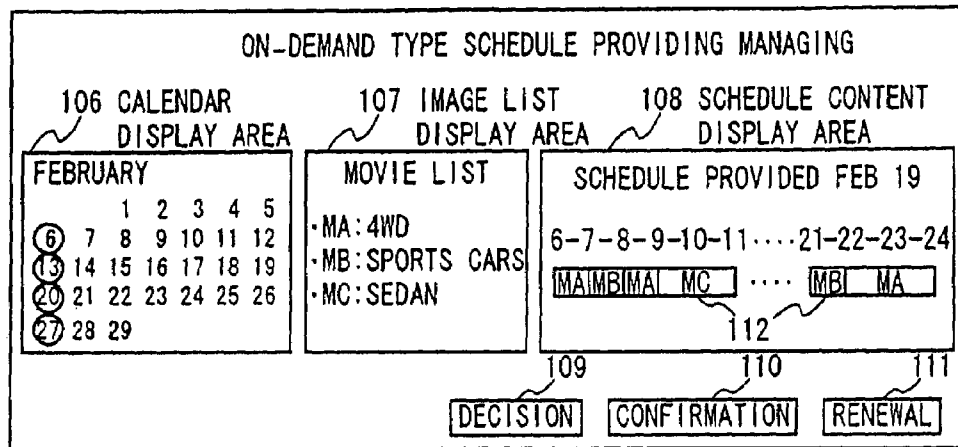 ON-DEMAND TYPE SCHEDULE PROVIDING MANAGING
106 CALENDAR DISPLAY AREA
107 IMAGE LIST DISPLAY AREA
108 SCHEDULE CONTENT DISPLAY AREA
FEBRUARY
1 2 3 4 5
6 7 8 9 10 11 12
13 14 15 16 17 18 19
20 21 22 23 24 25 26
27 28 29
MOVIE LIST
·MA:4WD
·MB:SPORTS CARS
·MC:SEDAN
SCHEDULE PROVIDED FEB 19
6-7-8-9-10-11····21-22-23-24
MA MB MA MC ···· MB MA
112
109
110
111
DECISION
CONFIRMATION
RENEWAL